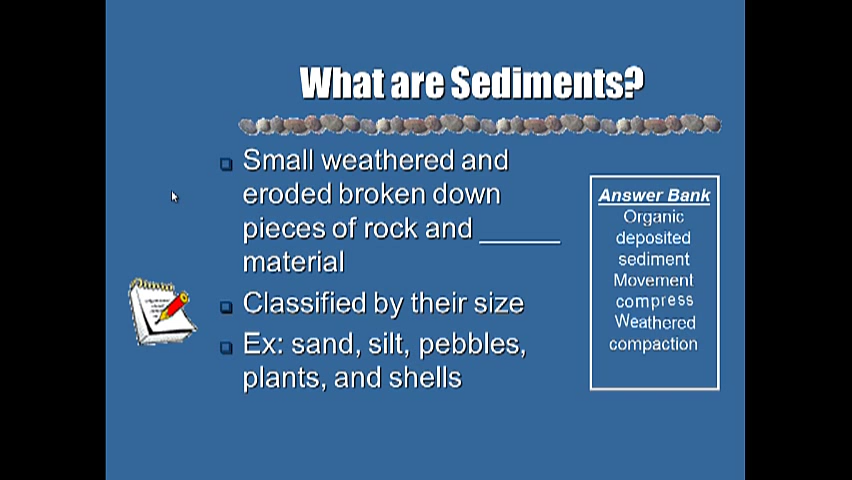 What are Sediments?
Small weathered and
eroded broken down
pieces of rock and ______
material
Classified by their size
Ex: sand, silt, pebbles,
plants, and shells
Answer Bank
Organic
deposited
sediment
Movement
compress
Weathered
compaction